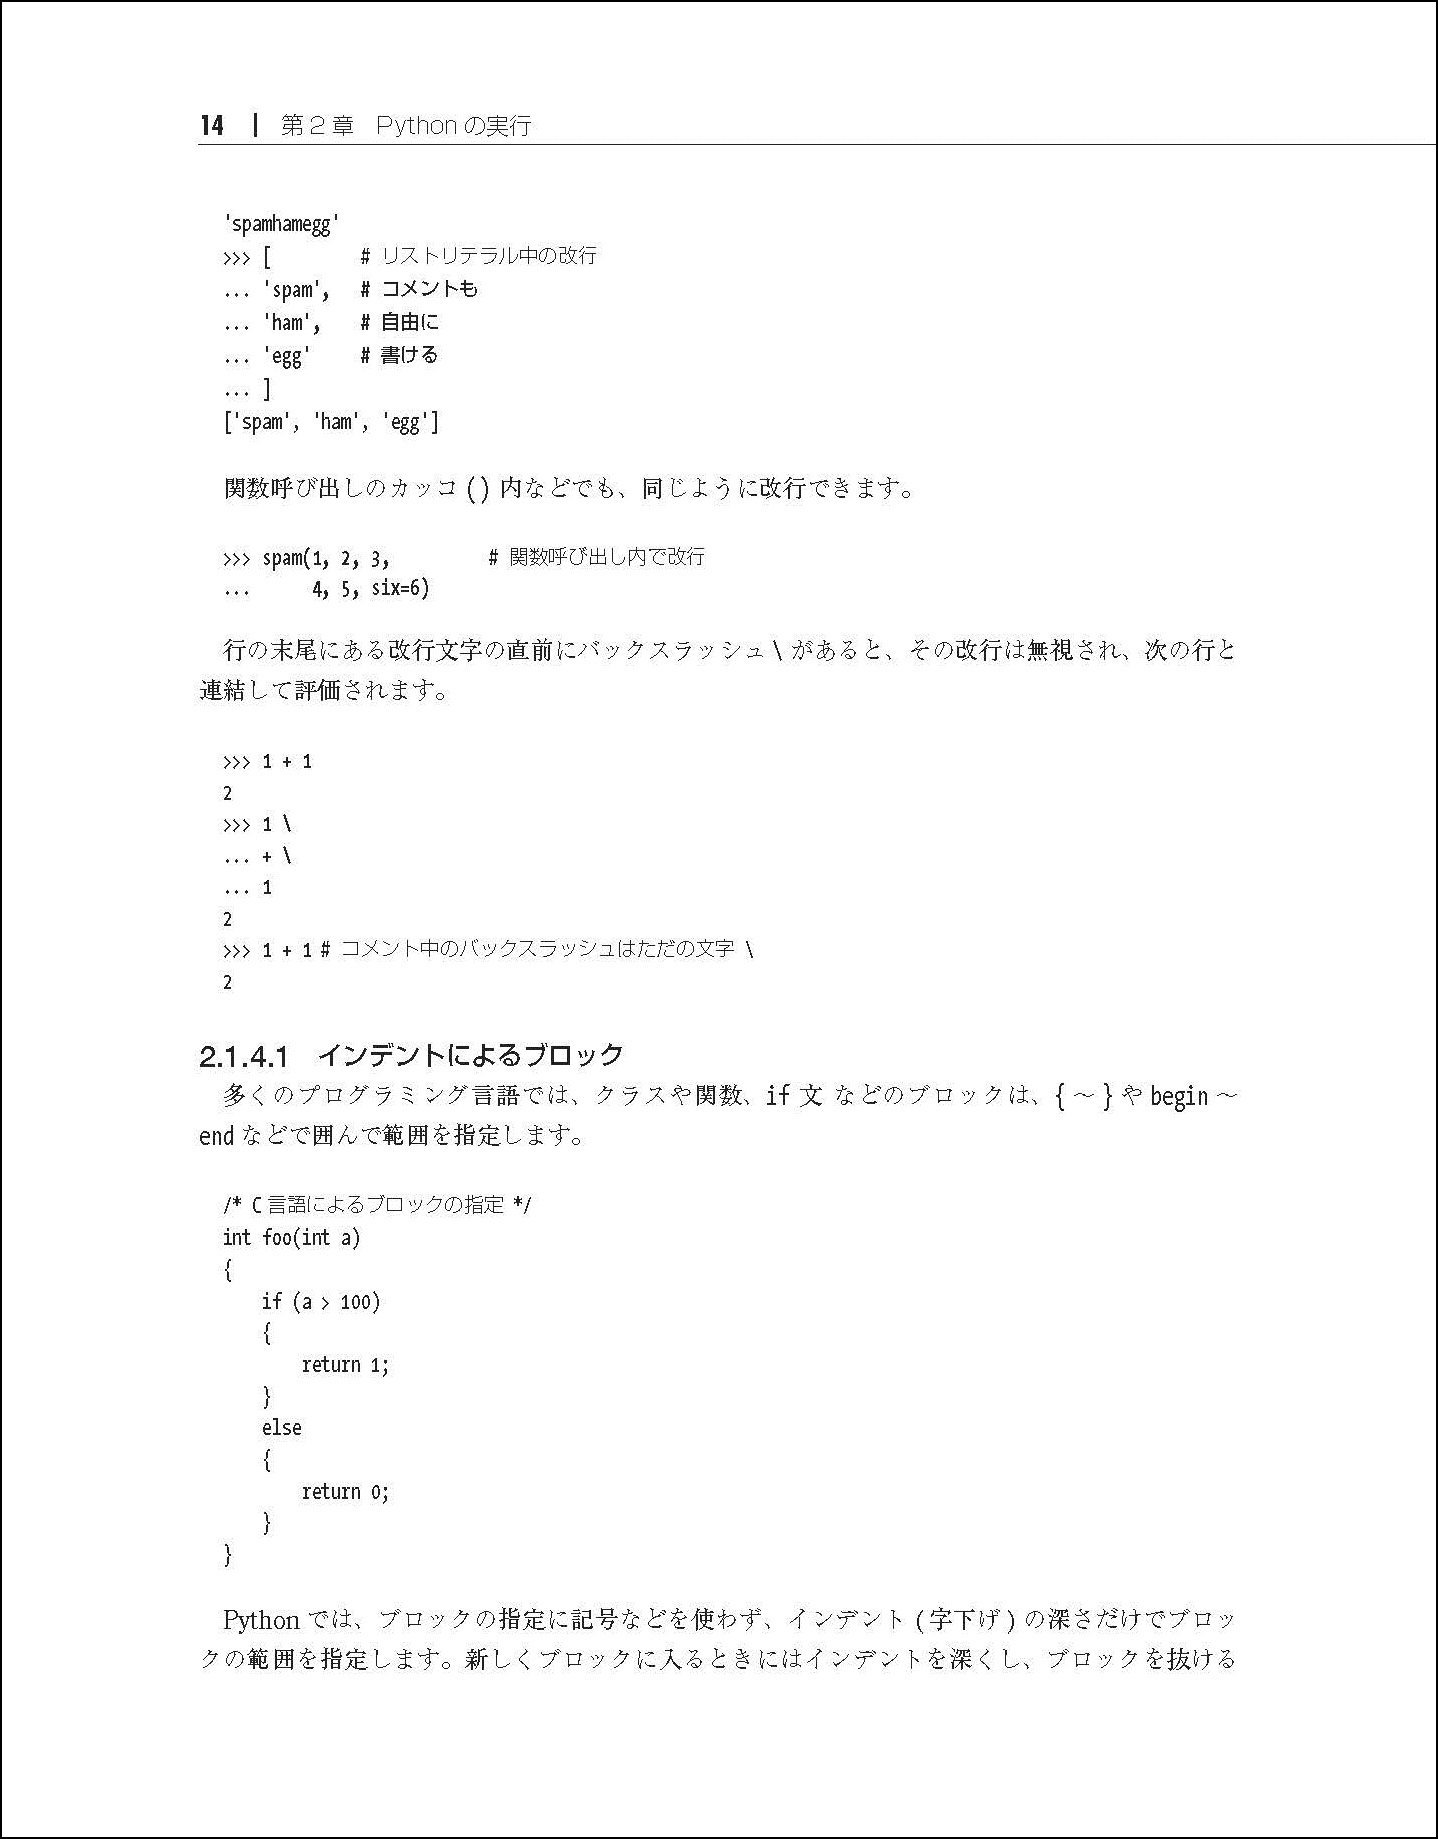 14 | 第2章　Python の実行
'spamhamegg'
>>> [         # リストリテラル中の改行
... 'spam',   # コメントも
... 'ham',    # 自由に
... 'egg'     # 書ける
... ]
['spam', 'ham', 'egg']
関数呼び出しのカッコ () 内などでも、同じように改行できます。
>>> spam(1, 2, 3,          # 関数呼び出し内で改行
...      4, 5, six=6)
行の末尾にある改行文字の直前にバックスラッシュ \ があると、その改行は無視され、次の行と
連結して評価されます。
>>> 1 + 1
2
>>> 1 \
... + \
... 1
2
>>> 1 + 1 # コメント中のバックスラッシュはただの文字 \
2
2.1.4.1　インデントによるブロック
多くのプログラミング言語では、クラスや関数、if 文 などのブロックは、{ ～ } や begin ～
end などで囲んで範囲を指定します。
/* C 言語によるブロックの指定 */
int foo(int a)
{
    if (a > 100)
    {
        return 1;
    }
    else
    {
        return 0;
    }
}
Python では、ブロックの指定に記号などを使わず、インデント ( 字下げ ) の深さだけでブロッ
クの範囲を指定します。新しくブロックに入るときにはインデントを深くし、ブロックを抜ける